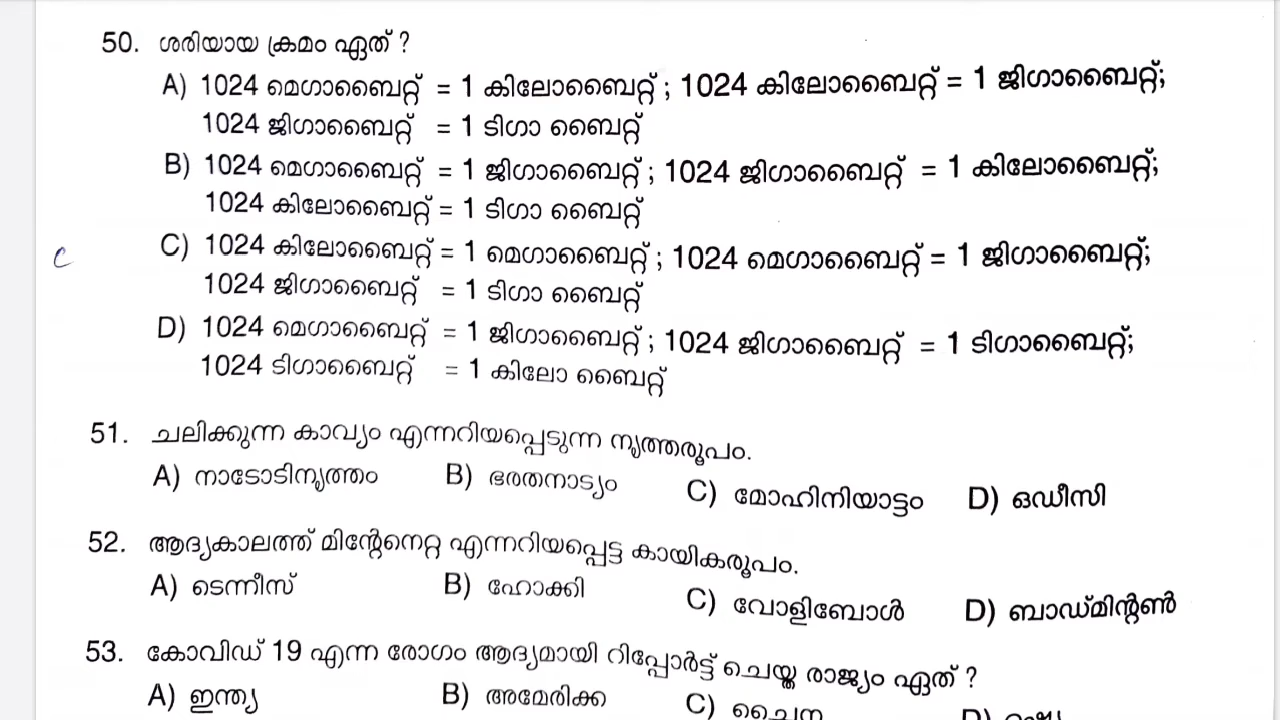 50. ശരിയായ ക്രമം ഏത് ?
A) 1024 മെഗാബൈറ്റ് = 1 കിലോബൈറ്റ് ; 1024 കിലോബൈറ്റ് = 1 ജിഗാബൈറ്റ്;
1024 ജിഗാബൈറ്റ് = 1 ടിഗാ ബൈറ്റ്
B) 1024 മെഗാബൈറ്റ് = 1 ജിഗാബൈറ്റ് ; 1024 ജിഗാബൈറ്റ് = 1 കിലോബൈറ്റ്;
1024 കിലോബൈറ്റ് = 1 ടിഗാ ബൈറ്റ്
C C) 1024 കിലോബൈറ്റ് = 1 മെഗാബൈറ്റ് ; 1024 മെഗാബൈറ്റ് = 1 ജിഗാബൈറ്റ്;
1024 ജിഗാബൈറ്റ് = 1 ടിഗാ ബൈറ്റ്
D) 1024 മെഗാബൈറ്റ് = 1 ജിഗാബൈറ്റ് ; 1024 ജിഗാബൈറ്റ് = 1 ടിഗാബൈറ്റ്;
1024 ടിഗാബൈറ്റ് = 1 കിലോ ബൈറ്റ്
51. ചലിക്കുന്ന കാവ്യം എന്നറിയപ്പെടുന്ന നൃത്തരൂപം.
A) നാടോടിനൃത്തം B) ഭരതനാട്യം C) മോഹിനിയാട്ടം D) ഒഡീസി
52. ആദ്യകാലത്ത് മിന്റേനെറ്റ എന്നറിയപ്പെട്ട കായികരൂപം.
A) ടെന്നീസ് B) ഹോക്കി C) വോളിബോൾ D) ബാഡ്മിന്റൺ
53. കോവിഡ് 19 എന്ന രോഗം ആദ്യമായി റിപ്പോർട്ട് ചെയ്ത രാജ്യം ഏത് ?
A) ഇന്ത്യ B) അമേരിക്ക C) ചൈന D)